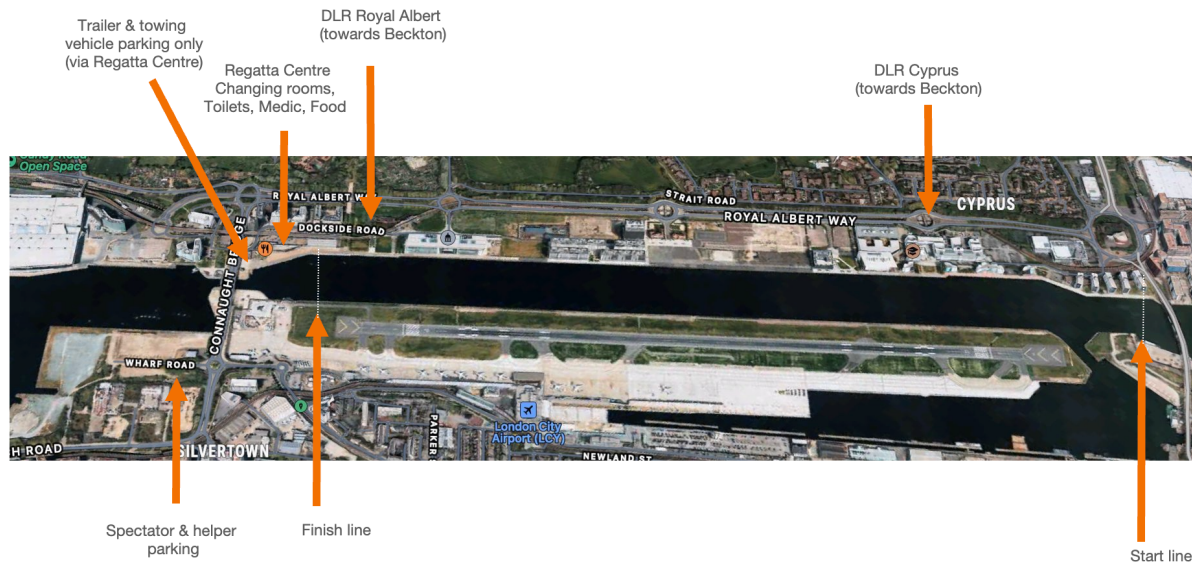 Trailer & towing
vehicle parking only
(via Regatta Centre)
DLR Royal Albert
(towards Beckton)
Regatta Centre
Changing rooms,
Toilets, Medic, Food
DLR Cyprus
(towards Beckton)
Open Space
ROYAL ALBERT WAY
STRAIT ROAD
CYPRUS
ROYAL ALBERT WAY
DOCKSIDE ROAD
CONNAUGHT BRIDGE
WHARF ROAD
London City
Airport (LCY)
PARKER
H ROAD
SILVERTOWN
NEWLAND ST
Spectator & helper
parking
Finish line
Start line